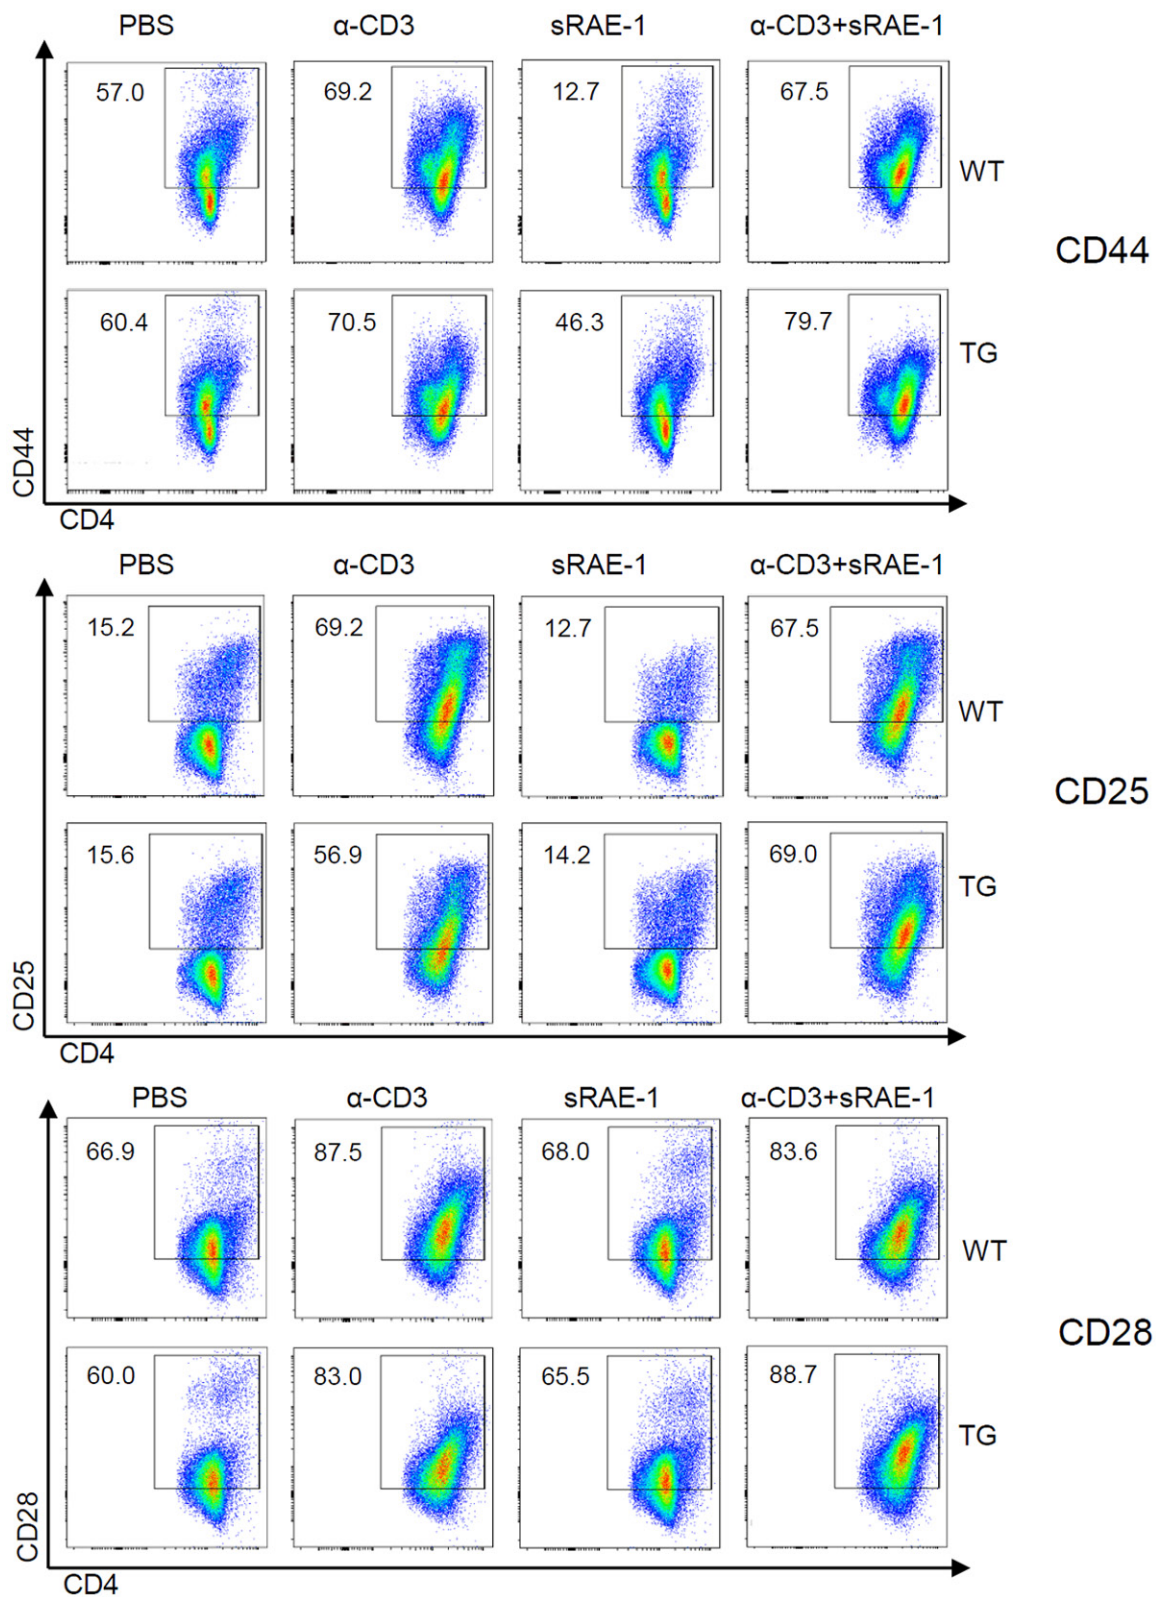 PBS α-CD3 sRAE-1 α-CD3+sRAE-1
57.0 69.2 12.7 67.5
WT
CD44
60.4 70.5 46.3 79.7
TG
CD44
CD4
PBS α-CD3 sRAE-1 α-CD3+sRAE-1
15.2 69.2 12.7 67.5
WT
CD25
15.6 56.9 14.2 69.0
TG
CD25
CD4
PBS α-CD3 sRAE-1 α-CD3+sRAE-1
66.9 87.5 68.0 83.6
WT
CD28
60.0 83.0 65.5 88.7
TG
CD28
CD4